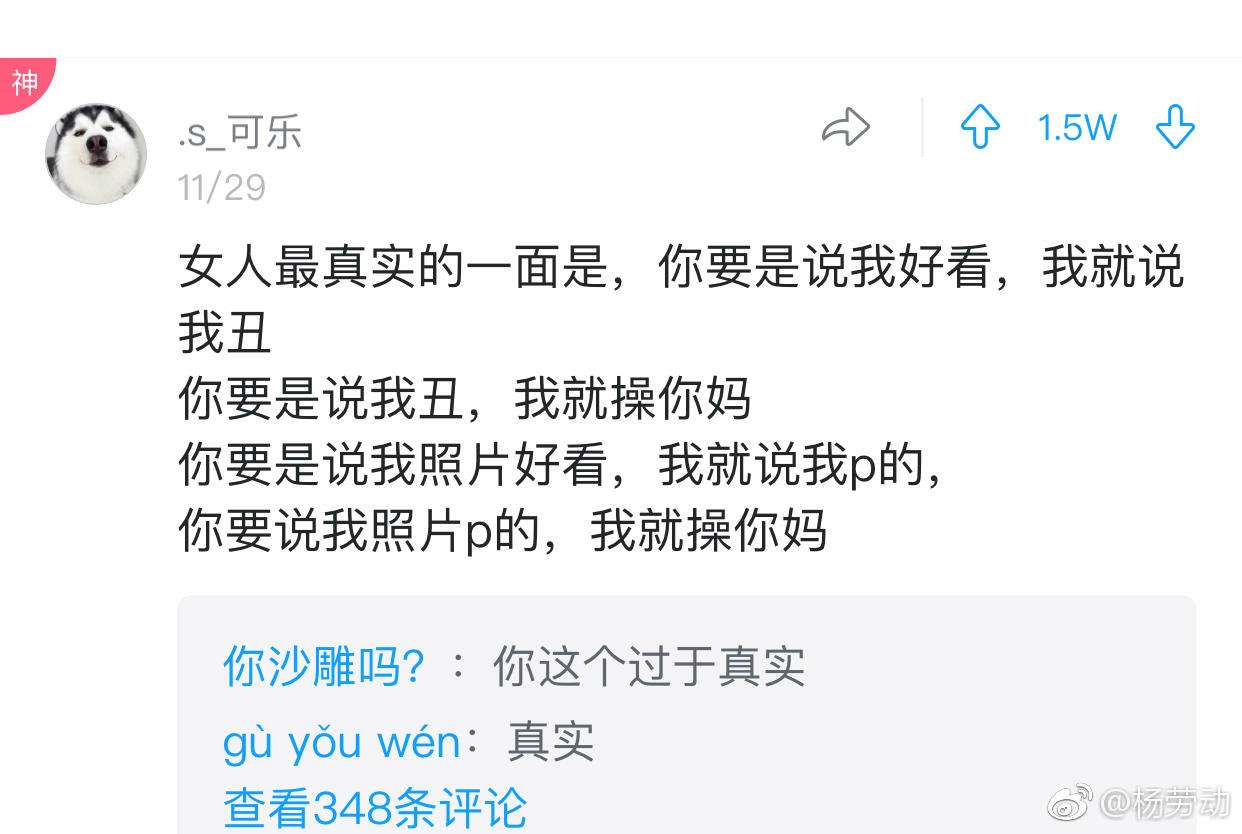 神
.s_可乐
1.5W
11/29
女人最真实的一面是，你要是说我好看，我就说
我丑
你要是说我丑，我就操你妈
你要是说我照片好看，我就说我p的，
你要说我照片p的，我就操你妈
你沙雕吗？：你这个过于真实
gù yǒu wén：真实
查看348条评论
@杨劳动